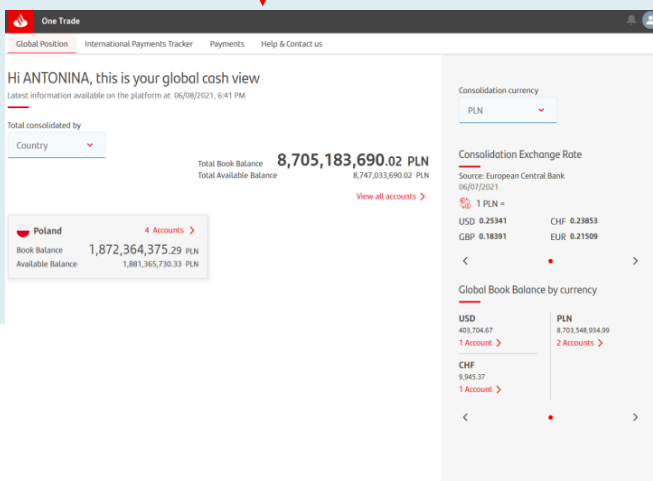 One Trade
Global Position International Payments Tracker Payments Help & Contact us
Hi ANTONINA, this is your global cash view
Latest information available on the platform at 06/08/2021, 6:41 PM
Total consolidated by
Country
Total Book Balance 8,705,183,690.02 PLN
Total Available Balance 8,747,033,690.02 PLN
View all accounts
Poland 4 Accounts
Book Balance 1,872,364,375.29 PLN
Available Balance 1,881,365,730.33 PLN
Consolidation currency
PLN
Consolidation Exchange Rate
Source: European Central Bank
06/07/2021
1 PLN =
USD 0.25341 CHF 0.23853
GBP 0.18391 EUR 0.21509
Global Book Balance by currency
USD PLN
403,704.67 8,703,548,934.99
1 Account 2 Accounts
CHF
9,945.37
1 Account